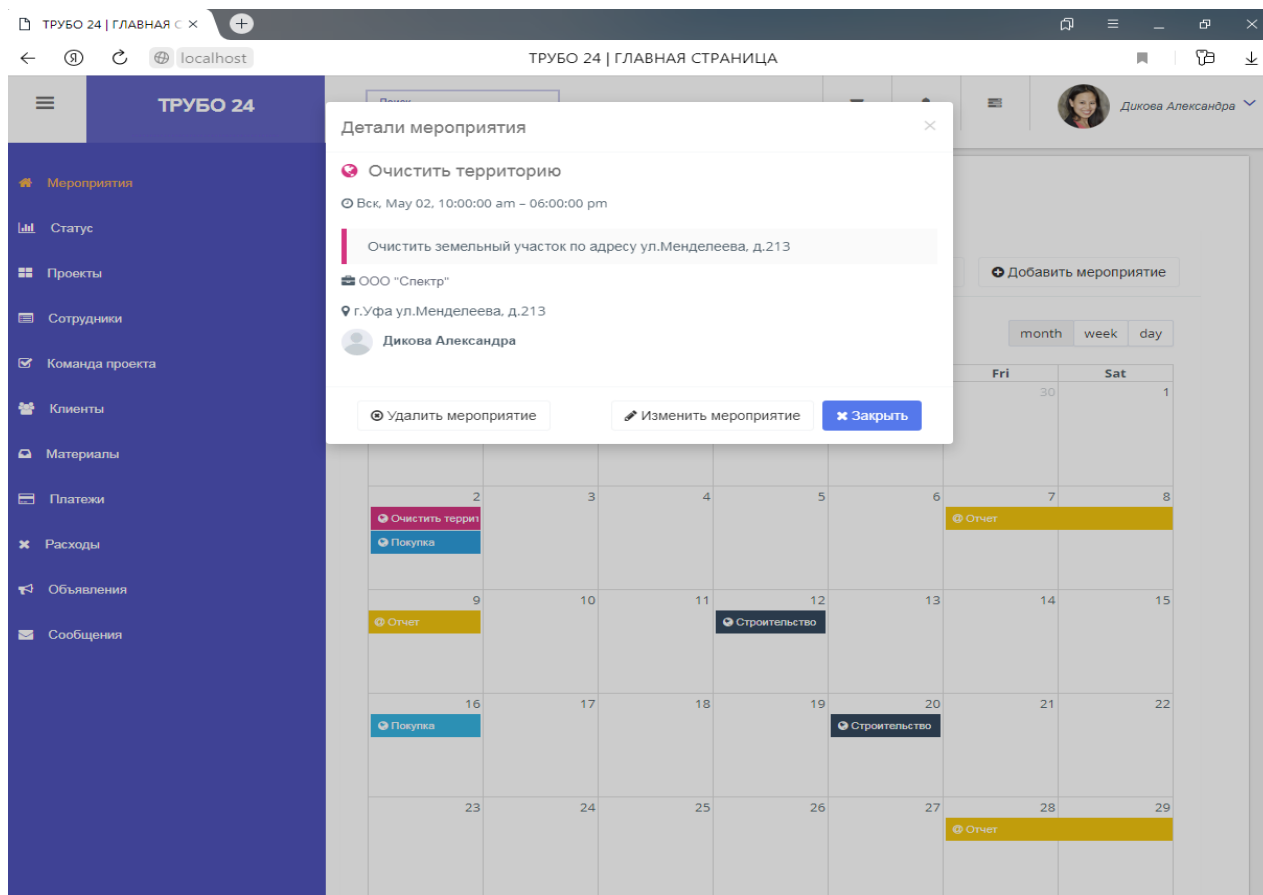 ТРУБО 24 | ГЛАВНАЯ С
localhost
ТРУБО 24 | ГЛАВНАЯ СТРАНИЦА
ТРУБО 24
Поиск
Дикова Александра
Мероприятия
Статус
Проекты
Сотрудники
Команда проекта
Клиенты
Материалы
Платежи
Расходы
Объявления
Сообщения
Детали мероприятия
Очистить территорию
Вск, May 02, 10:00:00 am – 06:00:00 pm
Очистить земельный участок по адресу ул.Менделеева, д.213
ООО "Спектр"
г.Уфа ул.Менделеева, д.213
Дикова Александра
Удалить мероприятие
Изменить мероприятие
Закрыть
Добавить мероприятие
month week day
Fri Sat
30 1
2 3 4 5 6 7 8
Очистить террит
Отчет
Покупка
9 10 11 12 13 14 15
Отчет
Строительство
16 17 18 19 20 21 22
Покупка
Строительство
23 24 25 26 27 28 29
Отчет